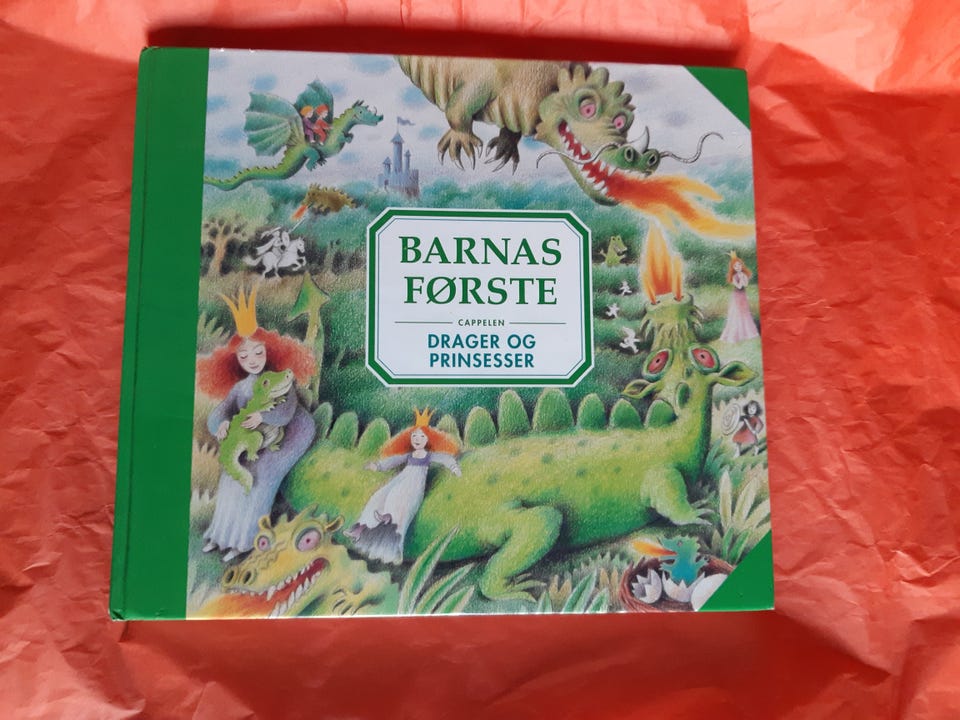 BARNAS
FØRSTE
CAPPELEN
DRAGER OG
PRINSESSER